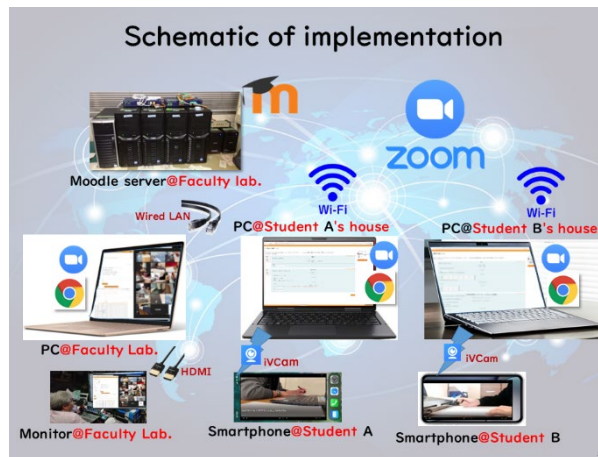 Schematic of implementation
m
zoom
Moodle server@Faculty lab.
Wired LAN
Wi-Fi
PC@Student A's house
Wi-Fi
PC@Student B's house
PC@Faculty Lab.
HDMI
iVCam
iVCam
Monitor@Faculty Lab.
Smartphone@Student A
Smartphone@Student B